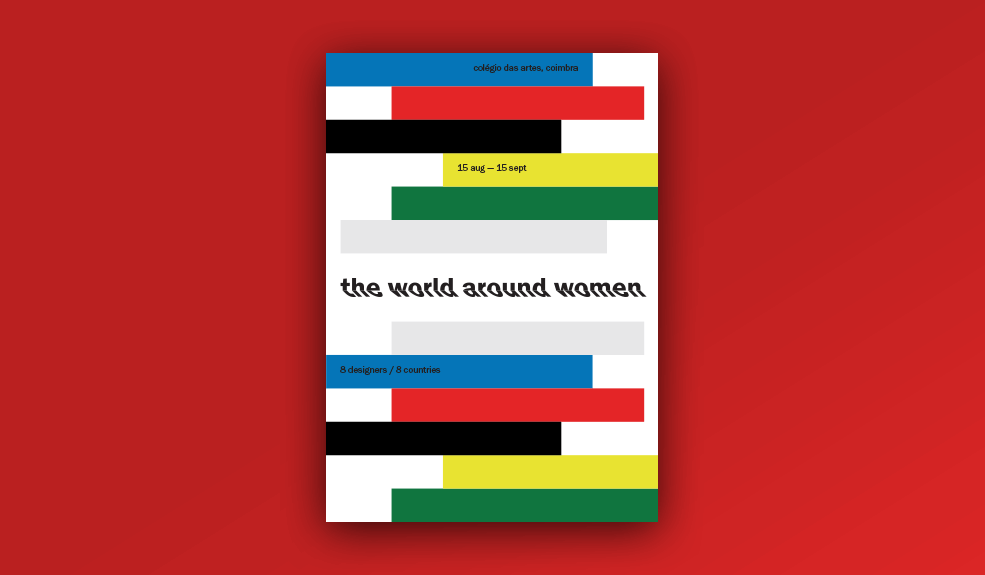 colégio das artes, coimbra
15 aug — 15 sept
the world around women
8 designers / 8 countries